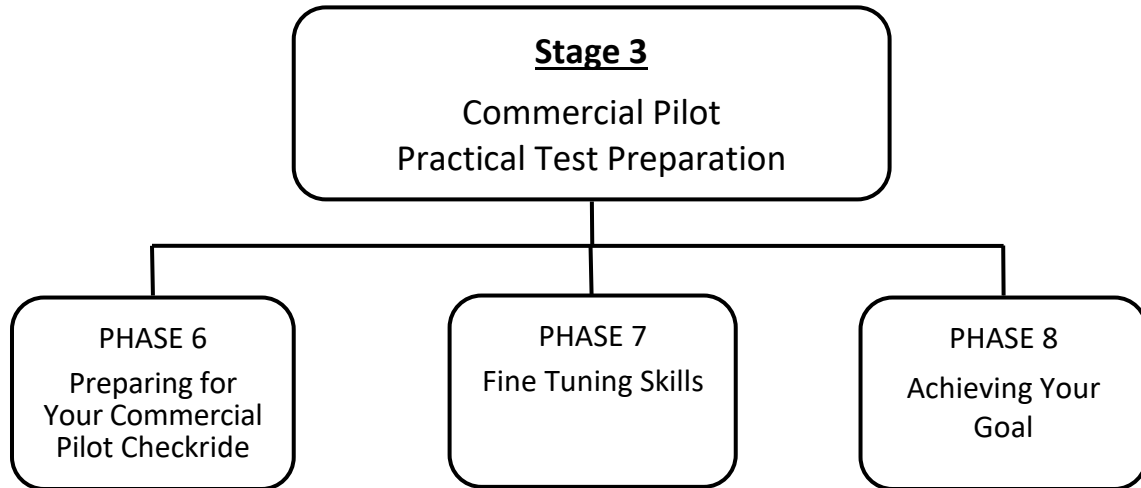 Stage 3
Commercial Pilot
Practical Test Preparation
PHASE 6
Preparing for
Your Commercial
Pilot Checkride
PHASE 7
Fine Tuning Skills
PHASE 8
Achieving Your
Goal